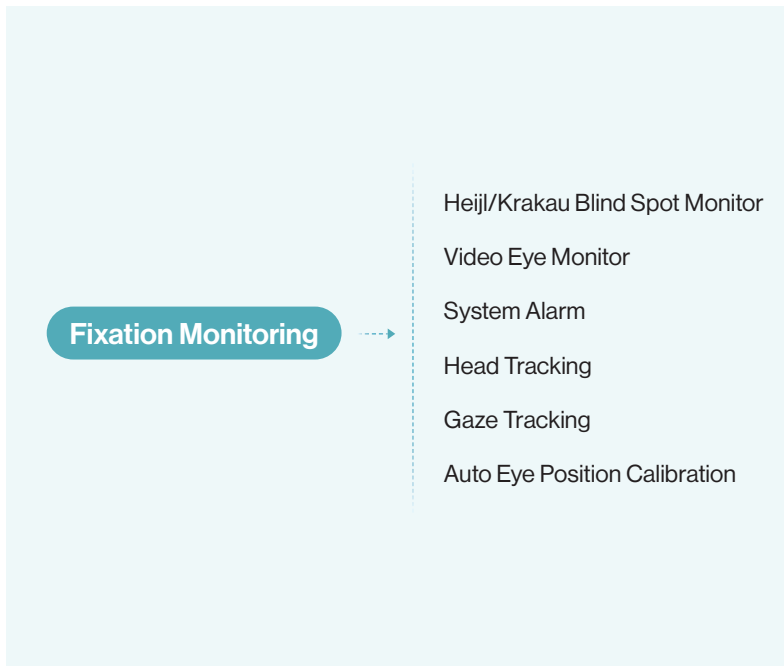 Fixation Monitoring
Heijl/Krakau Blind Spot Monitor
Video Eye Monitor
System Alarm
Head Tracking
Gaze Tracking
Auto Eye Position Calibration